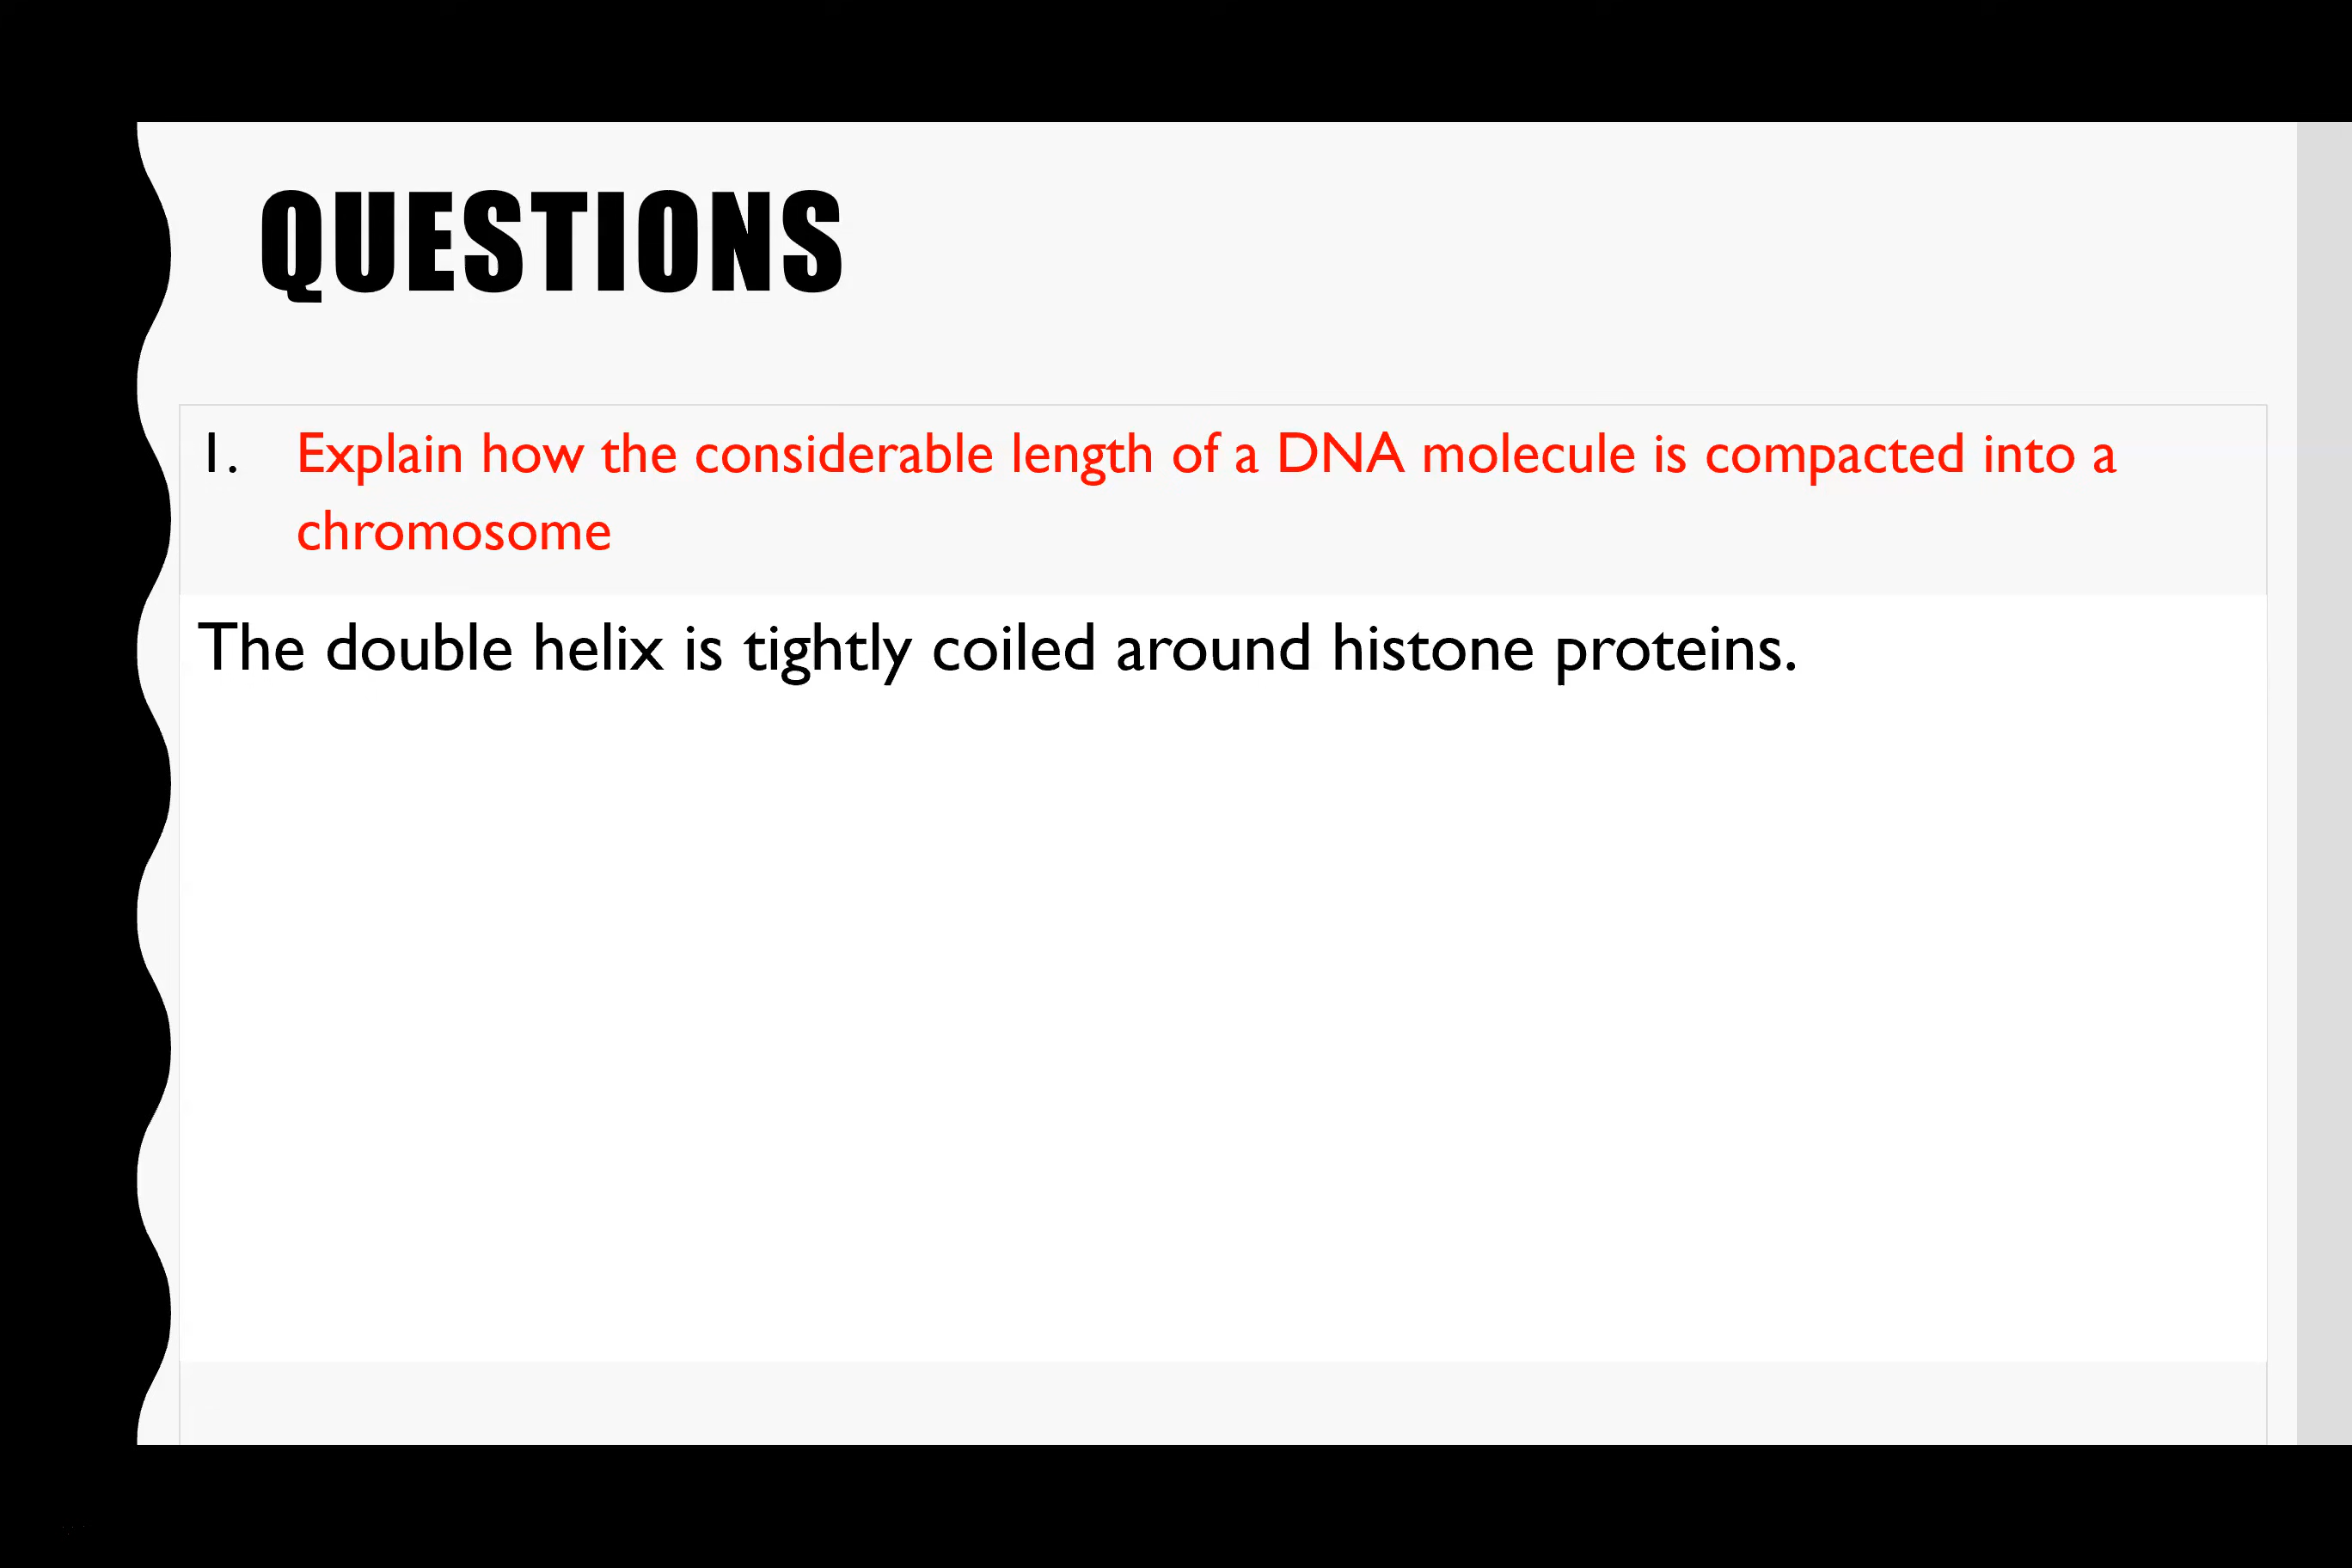 QUESTIONS
1. Explain how the considerable length of a DNA molecule is compacted into a
chromosome
The double helix is tightly coiled around histone proteins.